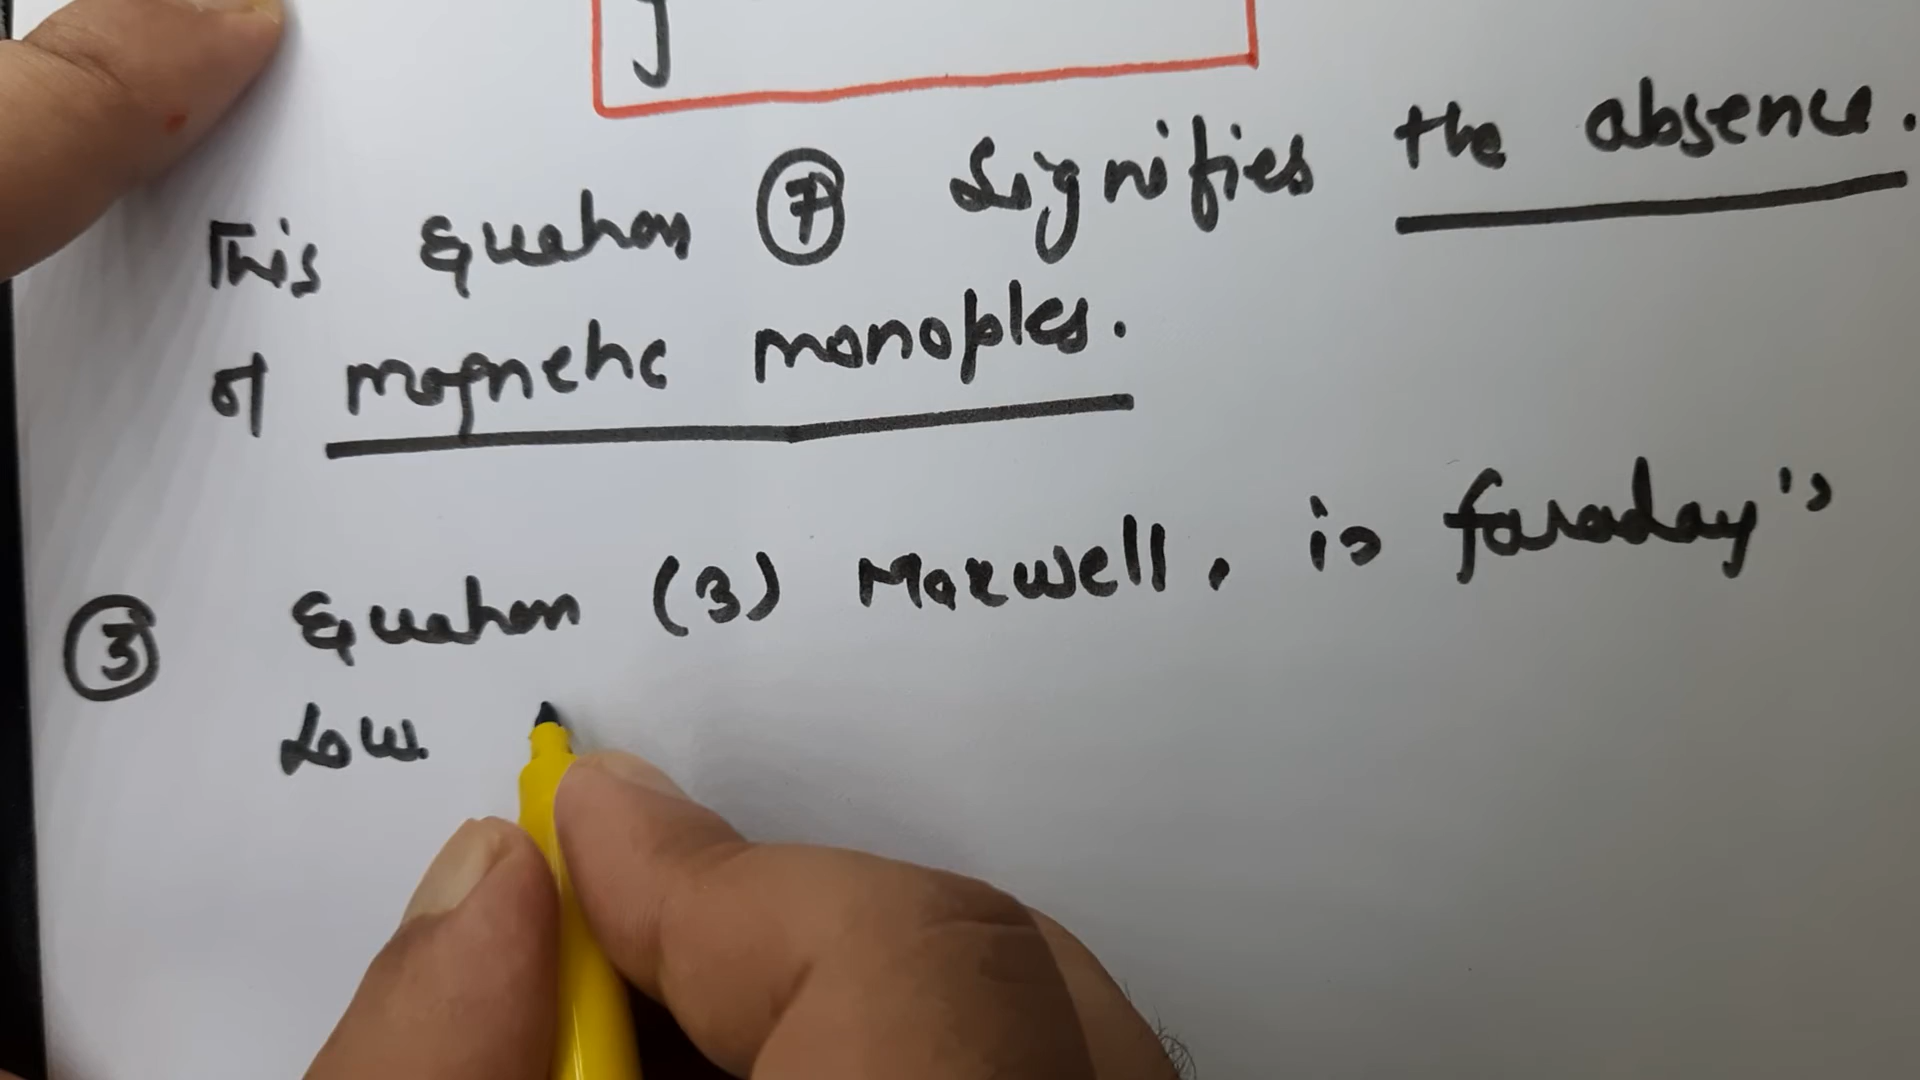 This Equation ⑦ signifies the absence.
of magnetic monoples.
③ Equation (3) Maxwell, is faraday's
Law